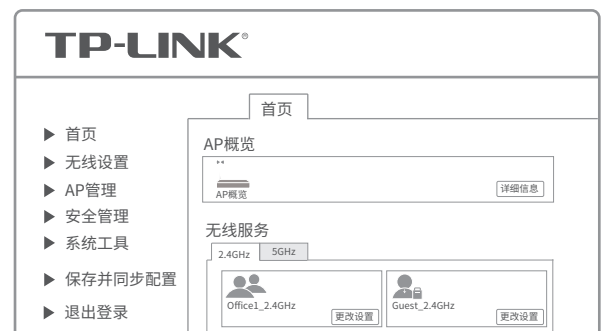 TP-LINK®
首页
▶ 首页
▶ 无线设置
▶ AP管理
▶ 安全管理
▶ 系统工具
▶ 保存并同步配置
▶ 退出登录
AP概览
AP概览
详细信息
无线服务
2.4GHz 5GHz
Office1_2.4GHz
更改设置
Guest_2.4GHz
更改设置